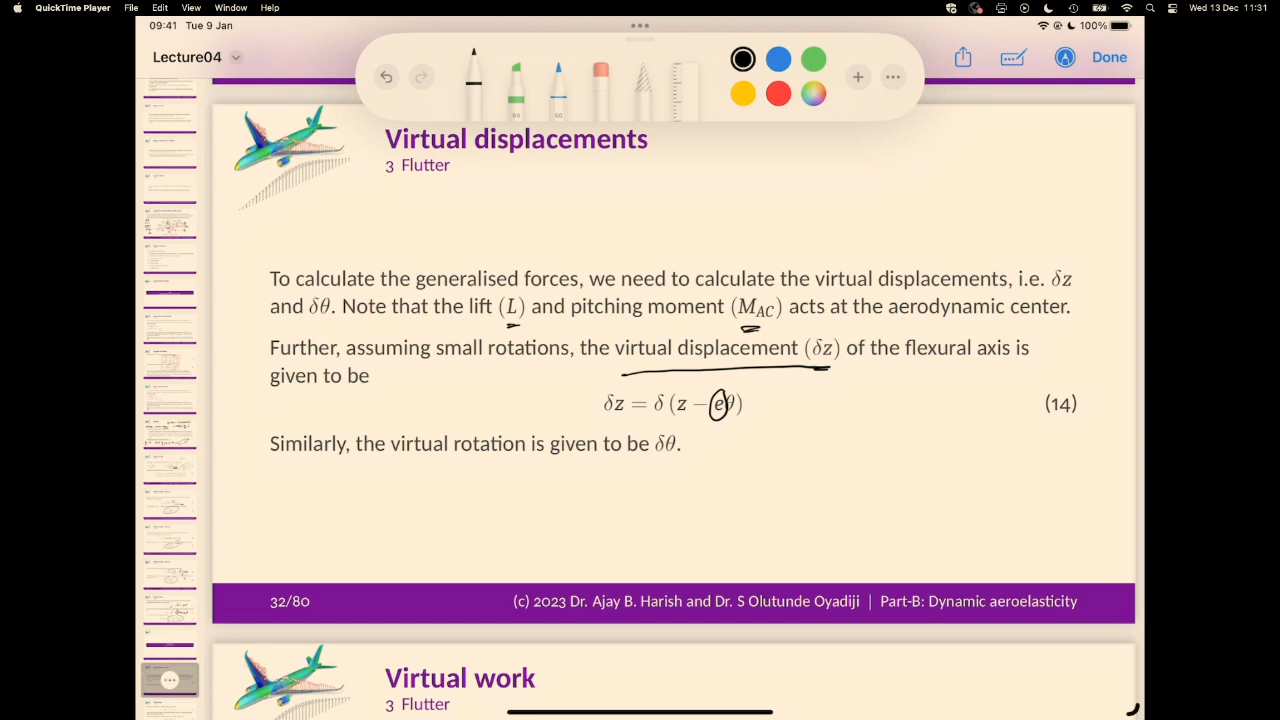 QuickTime Player File Edit View Window Help Wed 13 Dec 11:31
09:41 Tue 9 Jan 100%
Lecture04 Done
80 50
Virtual displacements
3 Flutter
To calculate the generalised forces, we need to calculate the virtual displacements, i.e. δz
and δθ. Note that the lift (L) and pitching moment (M_AC) acts at the aerodynamic center.
Further, assuming small rotations, the virtual displacement (δz) of the flexural axis is
given to be
δz = δ (z − eθ) (14)
Similarly, the virtual rotation is given to be δθ.
32/80 (c) 2023 Dr. Ajay B. Harish and Dr. S Olutunde Oyadiji | Part-B: Dynamic aeroelasticity
Virtual work
3 Flutter